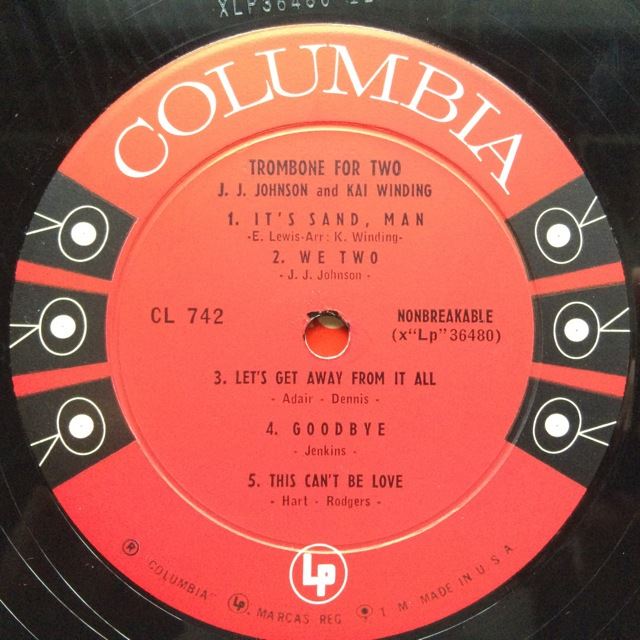 XLP36480
COLUMBIA
TROMBONE FOR TWO
J. J. JOHNSON and KAI WINDING
1. IT'S SAND, MAN
-E. Lewis-Arr: K. Winding-
2. WE TWO
- J. J. Johnson -
CL 742
NONBREAKABLE
(x"Lp"36480)
3. LET'S GET AWAY FROM IT ALL
- Adair - Dennis -
4. GOODBYE
- Jenkins -
5. THIS CAN'T BE LOVE
- Hart - Rodgers -
Lp
® "COLUMBIA" Lp MARCAS REG. T. M. MADE IN U.S.A.